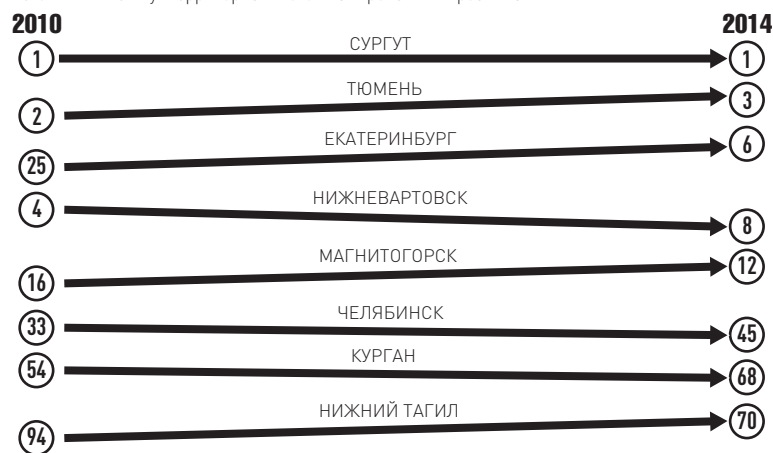 2010 2014
1 СУРГУТ 1
2 ТЮМЕНЬ 3
25 ЕКАТЕРИНБУРГ 6
4 НИЖНЕВАРТОВСК 8
16 МАГНИТОГОРСК 12
33 ЧЕЛЯБИНСК 45
54 КУРГАН 68
94 НИЖНИЙ ТАГИЛ 70